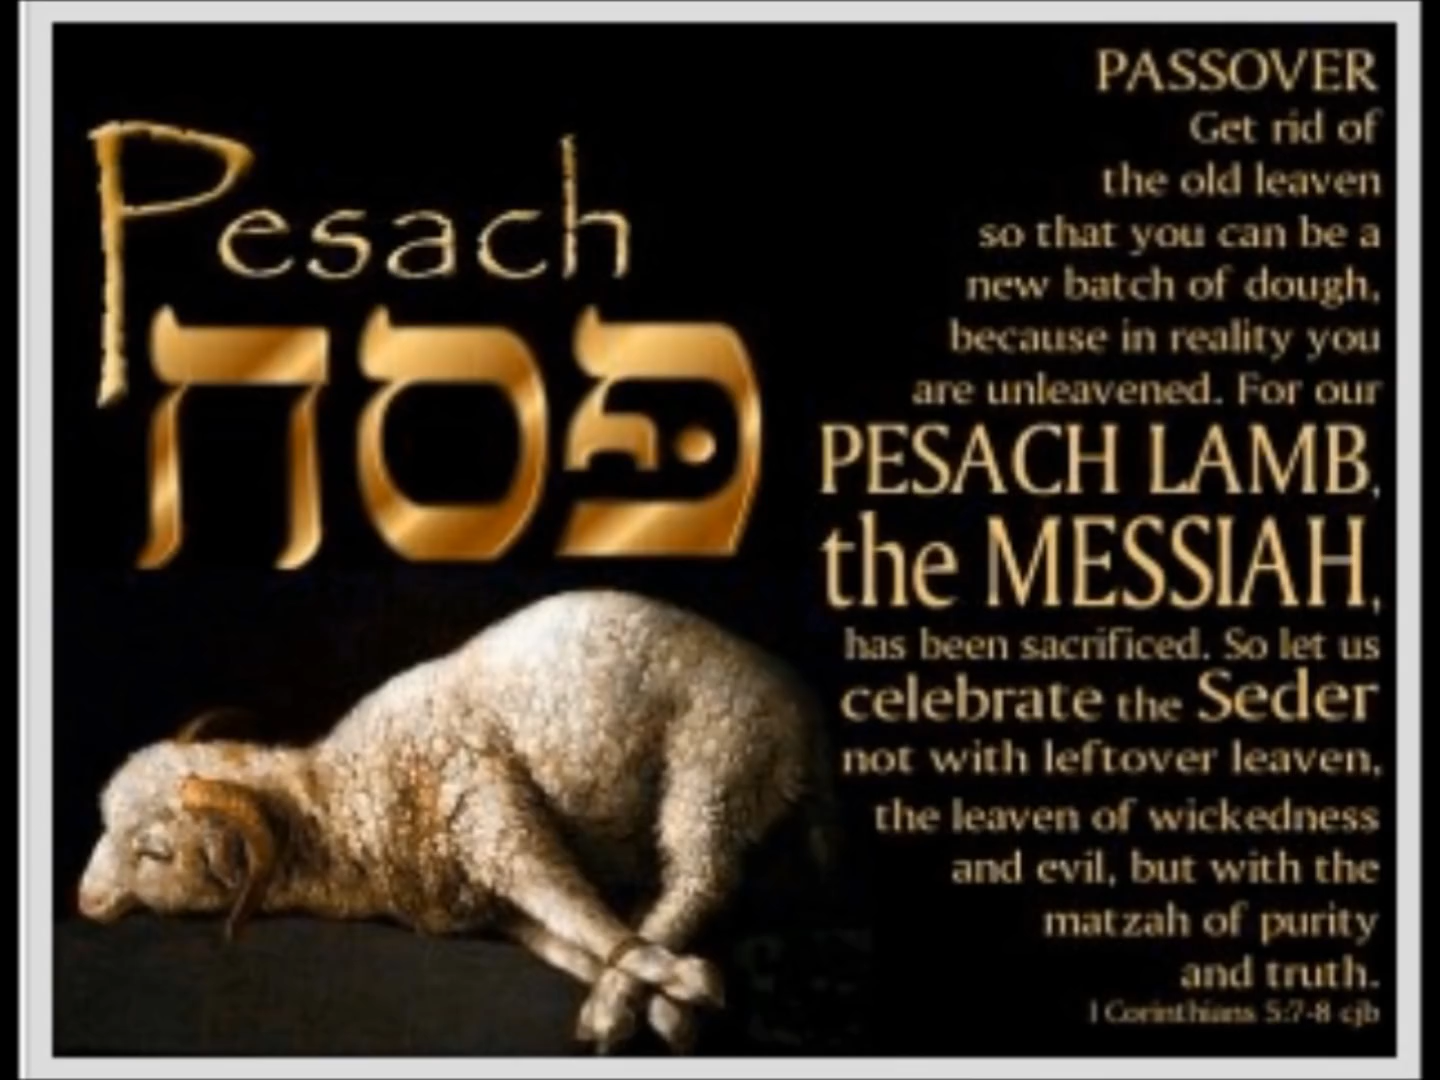 Pesach
פּסח
PASSOVER
Get rid of
the old leaven
so that you can be a
new batch of dough,
because in reality you
are unleavened. For our
PESACH LAMB,
the MESSIAH,
has been sacrificed. So let us
celebrate the Seder
not with leftover leaven,
the leaven of wickedness
and evil, but with the
matzah of purity
and truth.
I Corinthians 5:7-8 cjb